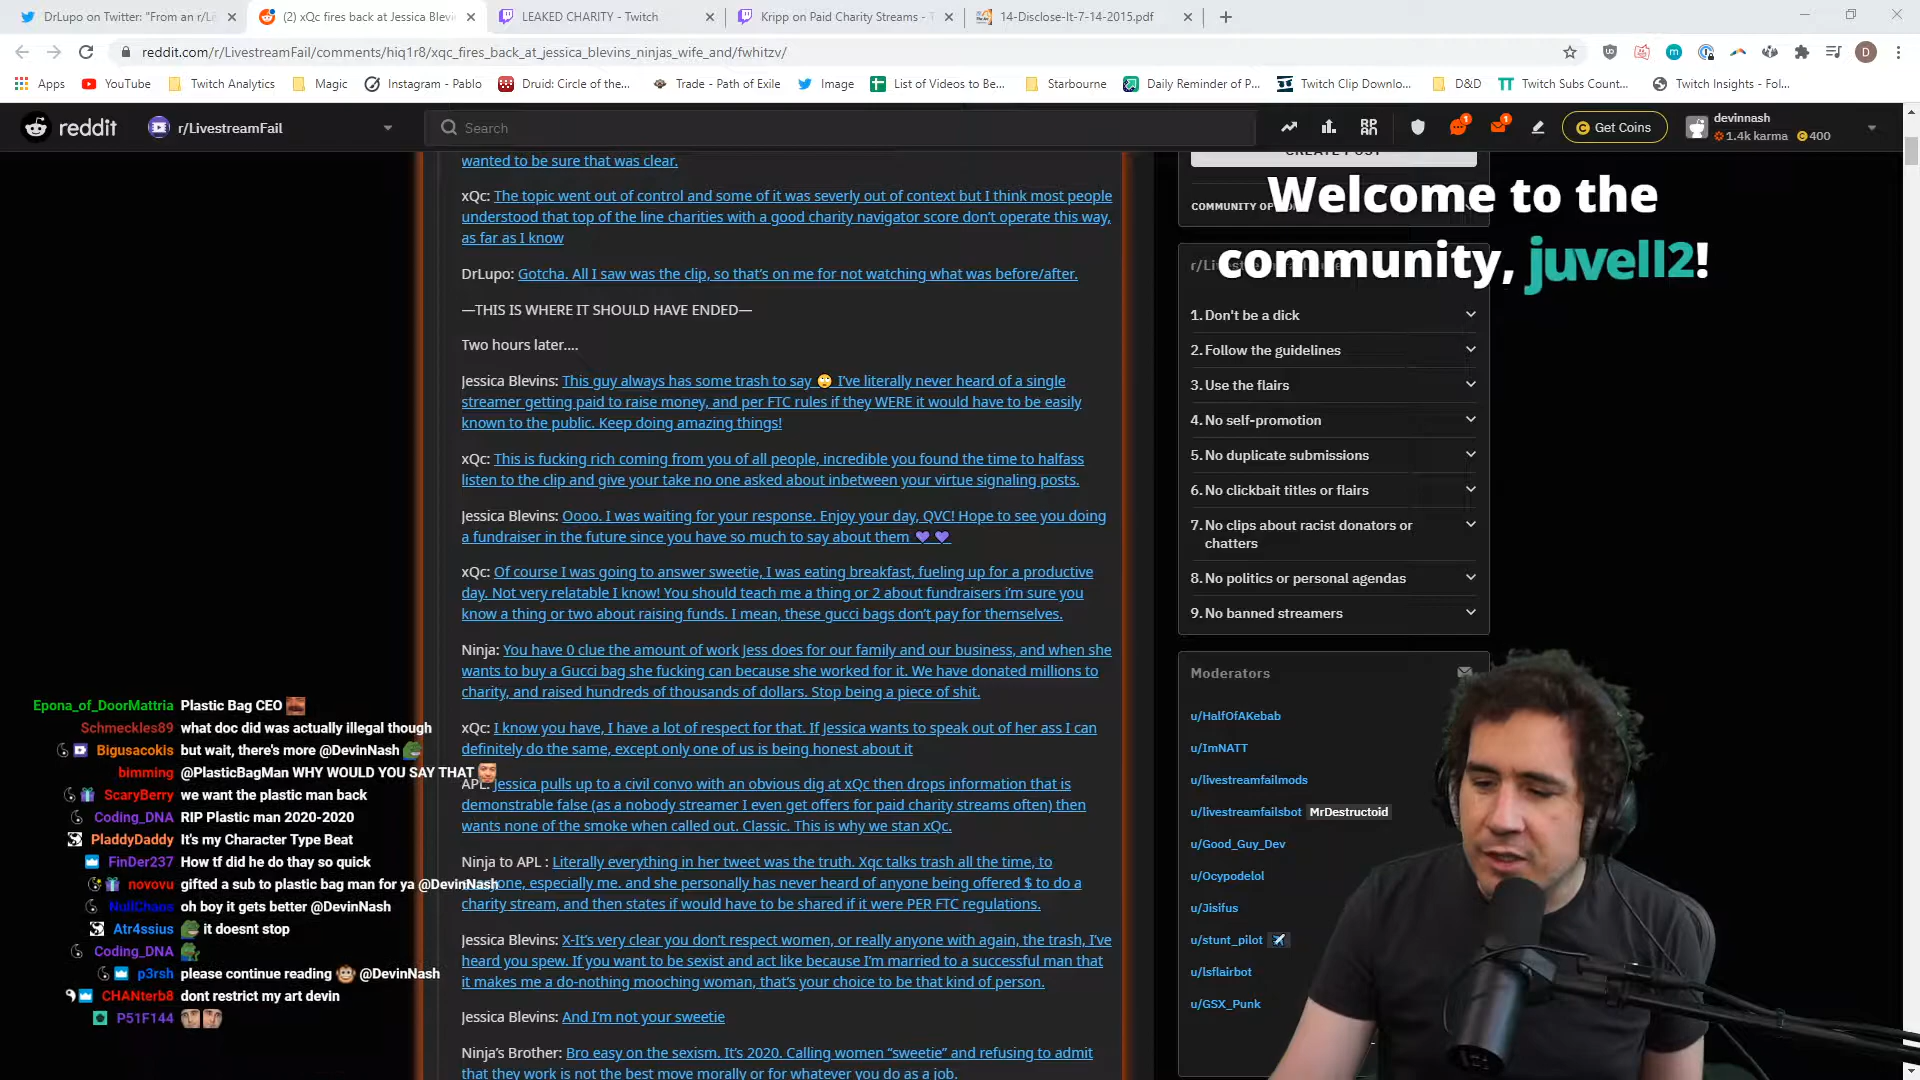 DrLupo on Twitter: "From an r/Li
(2) xQc fires back at Jessica Blevin
LEAKED CHARITY - Twitch
Kripp on Paid Charity Streams - T
14-Disclose-It-7-14-2015.pdf
reddit.com/r/LivestreamFail/comments/hiq1r8/xqc_fires_back_at_jessica_blevins_ninjas_wife_and/fwhitzv/
Apps
YouTube
Twitch Analytics
Magic
Instagram - Pablo
Druid: Circle of the...
Trade - Path of Exile
Image
List of Videos to Be...
Starbourne
Daily Reminder of P...
Twitch Clip Downlo...
D&D
Twitch Subs Count...
Twitch Insights - Fol...
reddit
r/LivestreamFail
Search
Get Coins
devinnash
1.4k karma
400
wanted to be sure that was clear.
xQc: The topic went out of control and some of it was severly out of context but I think most people
understood that top of the line charities with a good charity navigator score don't operate this way,
as far as I know
DrLupo: Gotcha. All I saw was the clip, so that's on me for not watching what was before/after.
—THIS IS WHERE IT SHOULD HAVE ENDED—
Two hours later....
Jessica Blevins: This guy always has some trash to say 🙄 I've literally never heard of a single
streamer getting paid to raise money, and per FTC rules if they WERE it would have to be easily
known to the public. Keep doing amazing things!
xQc: This is fucking rich coming from you of all people, incredible you found the time to halfass
listen to the clip and give your take no one asked about inbetween your virtue signaling posts.
Jessica Blevins: Oooo. I was waiting for your response. Enjoy your day, QVC! Hope to see you doing
a fundraiser in the future since you have so much to say about them 💜 💜
xQc: Of course I was going to answer sweetie, I was eating breakfast, fueling up for a productive
day. Not very relatable I know! You should teach me a thing or 2 about fundraisers i'm sure you
know a thing or two about raising funds. I mean, these gucci bags don't pay for themselves.
Ninja: You have 0 clue the amount of work Jess does for our family and our business, and when she
wants to buy a Gucci bag she fucking can because she worked for it. We have donated millions to
charity, and raised hundreds of thousands of dollars. Stop being a piece of shit.
xQc: I know you have, I have a lot of respect for that. If Jessica wants to speak out of her ass I can
definitely do the same, except only one of us is being honest about it
APL: Jessica pulls up to a civil convo with an obvious dig at xQc then drops information that is
demonstrable false (as a nobody streamer I even get offers for paid charity streams often) then
wants none of the smoke when called out. Classic. This is why we stan xQc.
Ninja to APL : Literally everything in her tweet was the truth. Xqc talks trash all the time, to
one, especially me. and she personally has never heard of anyone being offered $ to do a
charity stream, and then states if would have to be shared if it were PER FTC regulations.
Jessica Blevins: X-It's very clear you don't respect women, or really anyone with again, the trash, I've
heard you spew. If you want to be sexist and act like because I'm married to a successful man that
it makes me a do-nothing mooching woman, that's your choice to be that kind of person.
Jessica Blevins: And I'm not your sweetie
Ninja's Brother: Bro easy on the sexism. It's 2020. Calling women "sweetie" and refusing to admit
that they work is not the best move morally or for whatever you do as a job.
COMMUNITY OP
Welcome to the
community, juvell2!
1. Don't be a dick
2. Follow the guidelines
3. Use the flairs
4. No self-promotion
5. No duplicate submissions
6. No clickbait titles or flairs
7. No clips about racist donators or
chatters
8. No politics or personal agendas
9. No banned streamers
Moderators
u/HalfOfAKebab
u/ImNATT
u/livestreamfailmods
u/livestreamfailsbot MrDestructoid
u/Good_Guy_Dev
u/Ocypodelol
u/Jisifus
u/stunt_pilot
u/lsflairbot
u/GSX_Punk
Epona_of_DoorMattria Plastic Bag CEO
Schmeckles89 what doc did was actually illegal though
Bigusacokis but wait, there's more @DevinNash
bimming @PlasticBagMan WHY WOULD YOU SAY THAT
ScaryBerry we want the plastic man back
Coding_DNA RIP Plastic man 2020-2020
PladdyDaddy It's my Character Type Beat
FinDer237 How tf did he do thay so quick
novovu gifted a sub to plastic bag man for ya @DevinNash
NullChans oh boy it gets better @DevinNash
Atr4ssius it doesnt stop
Coding_DNA
p3rsh please continue reading @DevinNash
CHANterb8 dont restrict my art devin
P51F144